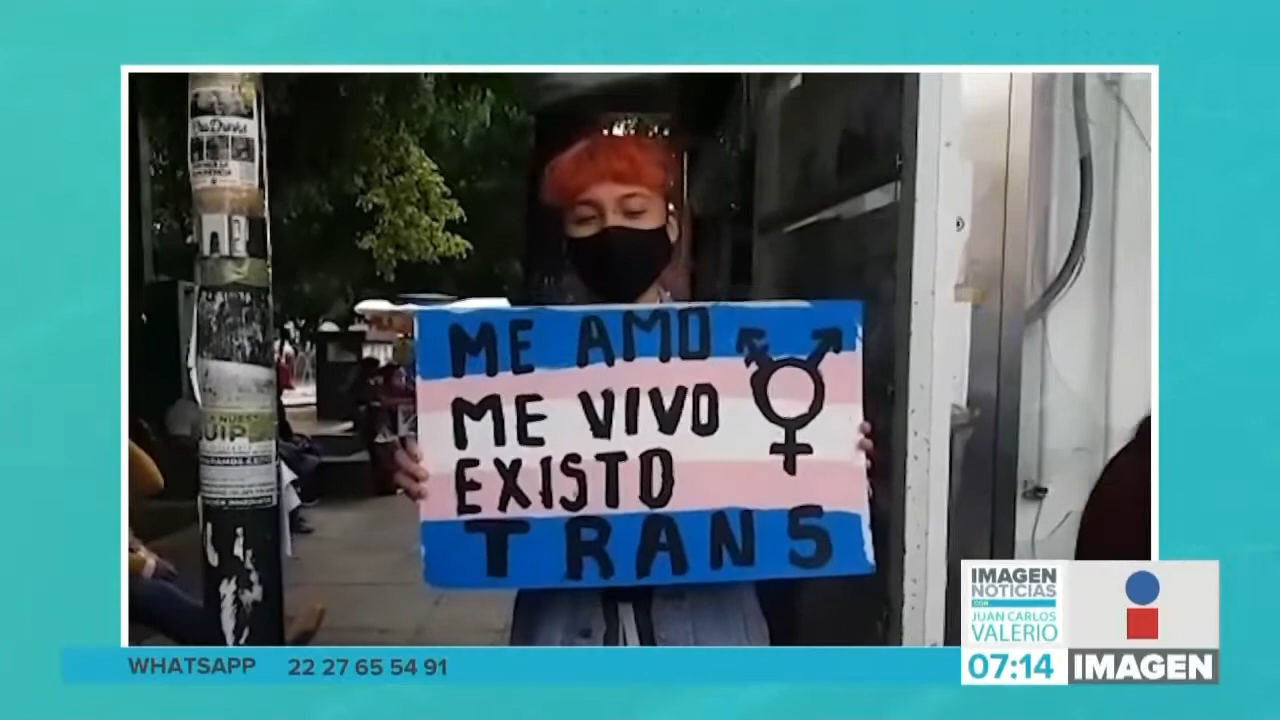 ME AMO
ME VIVO
EXISTO
TRANS
IMAGEN
NOTICIAS
CON
JUAN CARLOS
VALERIO
07:14
IMAGEN
WHATSAPP 22 27 65 54 91